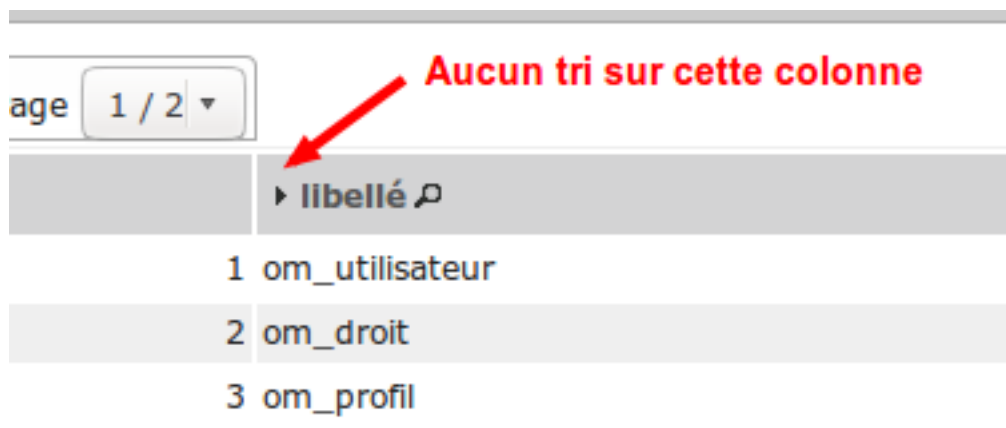 Aucun tri sur cette colonne
age 1 / 2
libellé
1 om_utilisateur
2 om_droit
3 om_profil